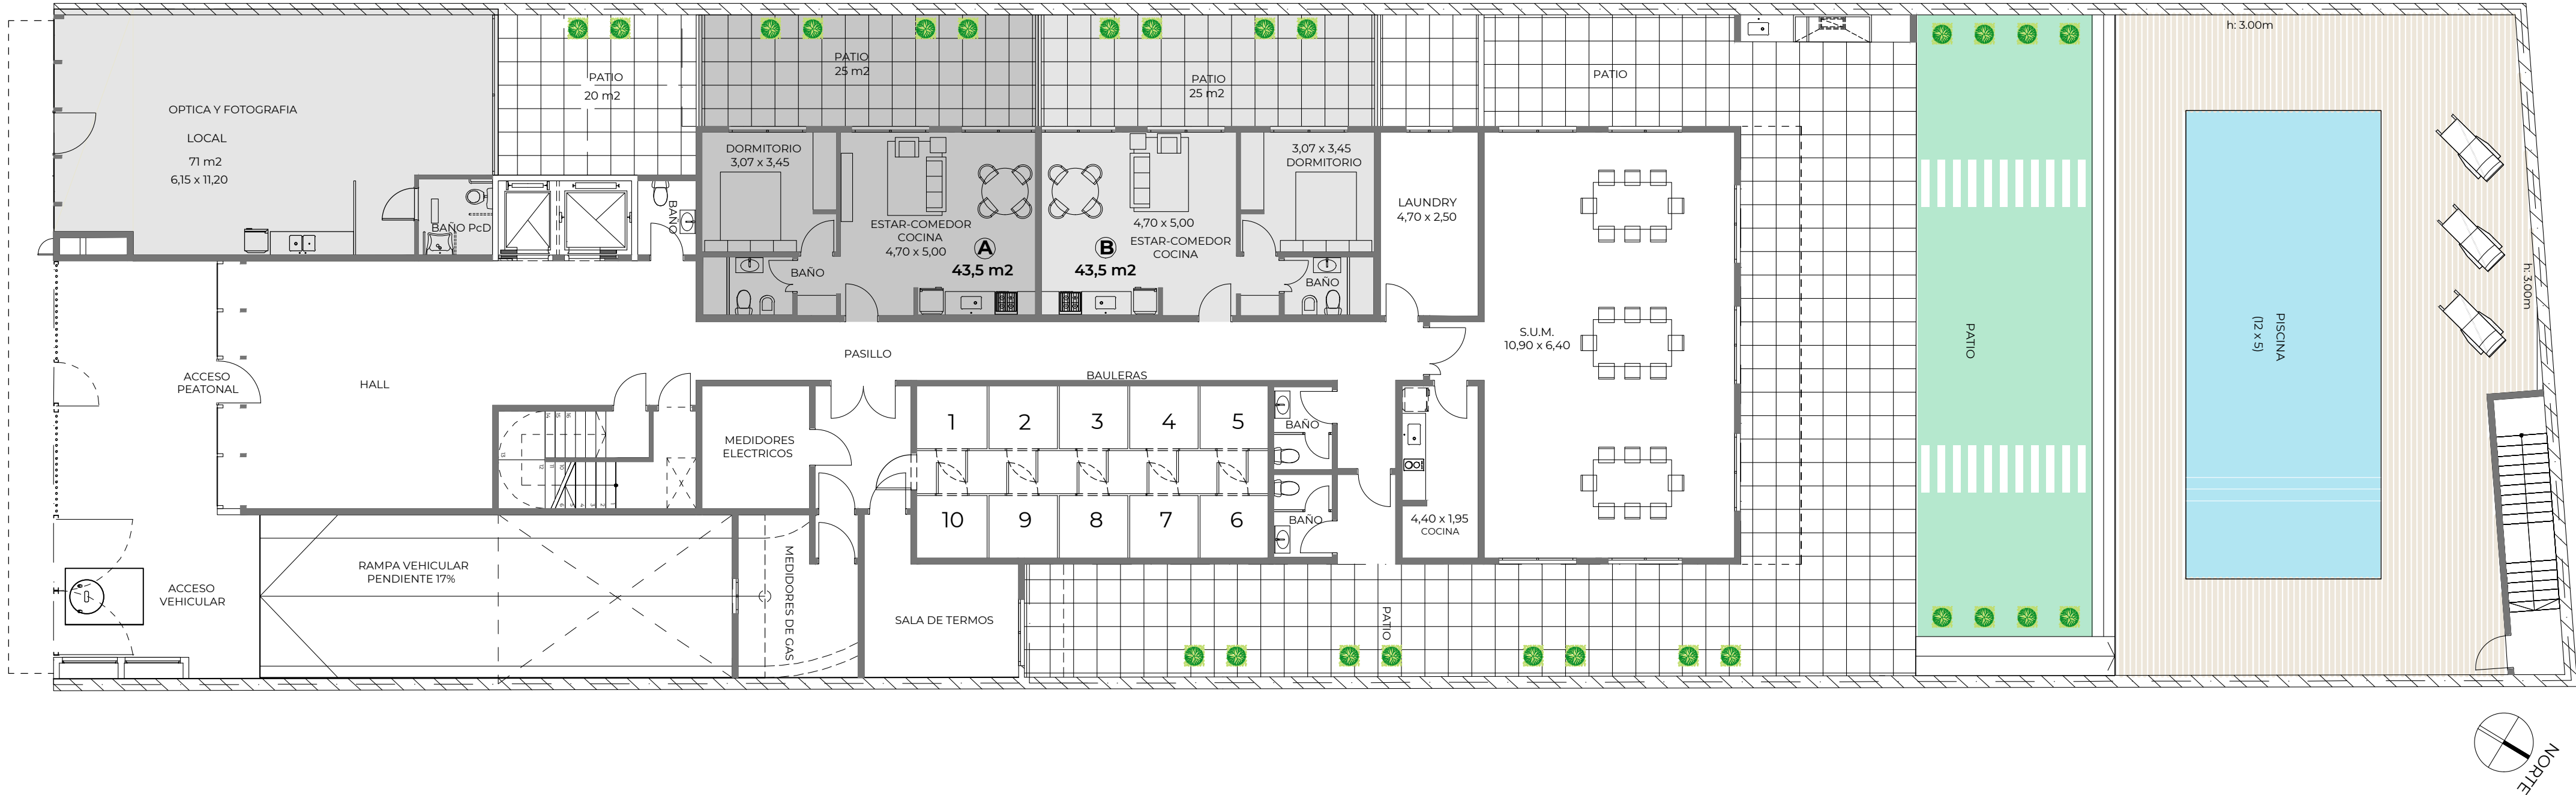 OPTICA Y FOTOGRAFIA
LOCAL
71 m2
6,15 x 11,20
BAÑO PcD
PATIO
20 m2
BAÑO
PATIO
25 m2
DORMITORIO
3,07 x 3,45
ESTAR-COMEDOR
COCINA
4,70 x 5,00
A
43,5 m2
BAÑO
PATIO
25 m2
4,70 x 5,00
ESTAR-COMEDOR
COCINA
B
43,5 m2
3,07 x 3,45
DORMITORIO
BAÑO
LAUNDRY
4,70 x 2,50
PATIO
S.U.M.
10,90 x 6,40
PATIO
h: 3.00m
h: 3.00m
PISCINA
(12 x 5)
ACCESO
PEATONAL
HALL
PASILLO
BAULERAS
MEDIDORES
ELECTRICOS
1
2
3
4
5
10
9
8
7
6
BAÑO
BAÑO
4,40 x 1,95
COCINA
ACCESO
VEHICULAR
RAMPA VEHICULAR
PENDIENTE 17%
MEDIDORES DE GAS
SALA DE TERMOS
PATIO
NORTE